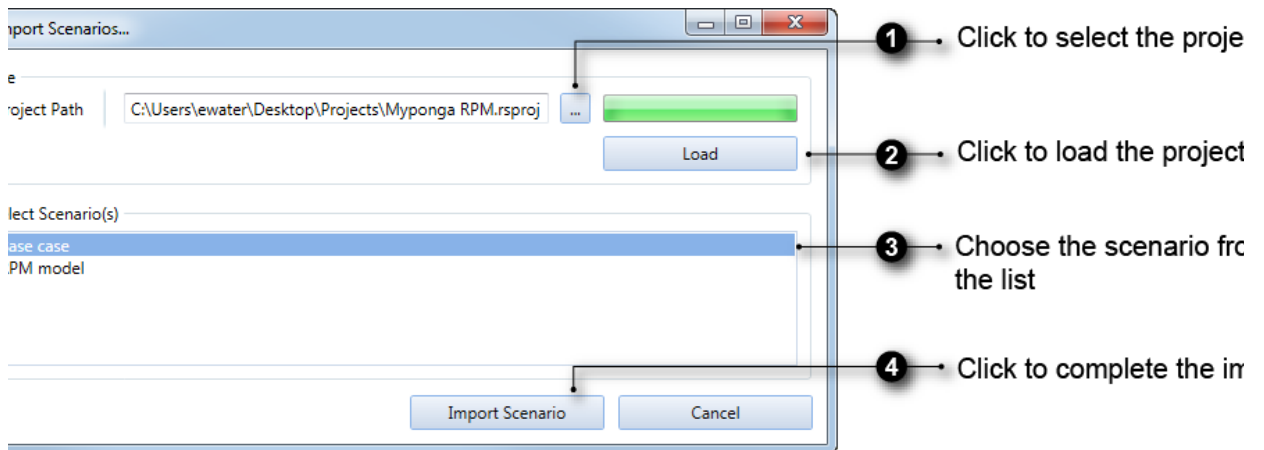 mport Scenarios...
1 Click to select the proje
e
roject Path C:\Users\ewater\Desktop\Projects\Myponga RPM.rsproj ...
Load
2 Click to load the project
lect Scenario(s)
ase case
3 Choose the scenario fro
the list
PM model
4 Click to complete the im
Import Scenario Cancel